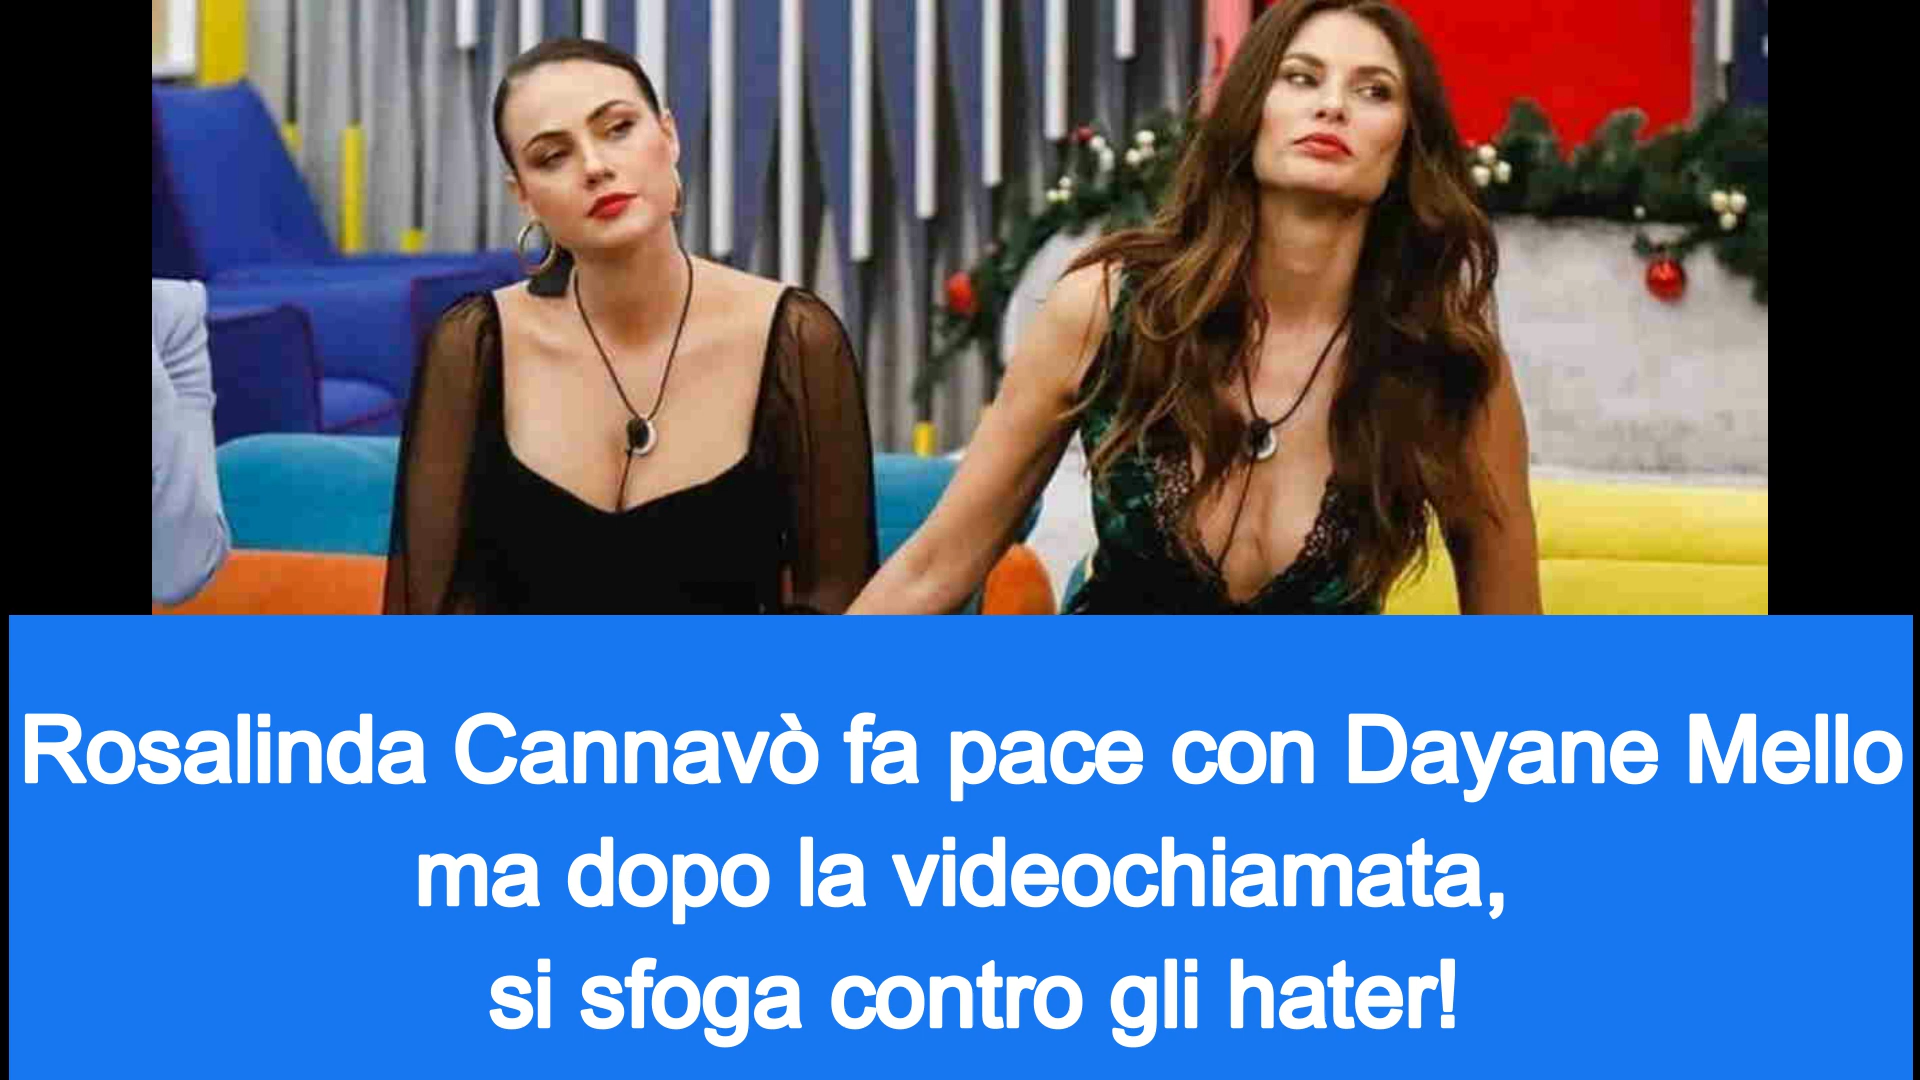 Rosalinda Cannavò fa pace con Dayane Mello
ma dopo la videochiamata,
si sfoga contro gli hater!